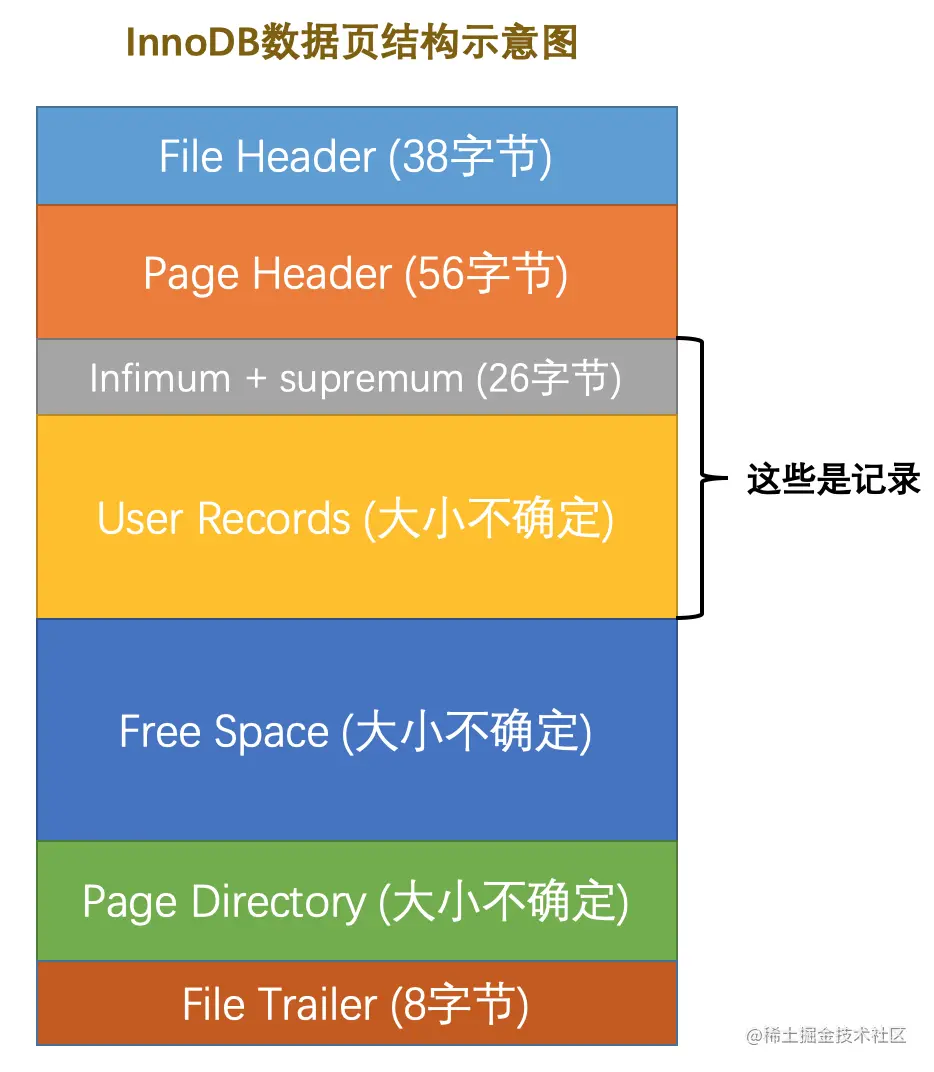 InnoDB数据页结构示意图
File Header (38字节)
Page Header (56字节)
Infimum + supremum (26字节)
User Records (大小不确定)
这些是记录
Free Space (大小不确定)
Page Directory (大小不确定)
File Trailer (8字节)
@稀土掘金技术社区